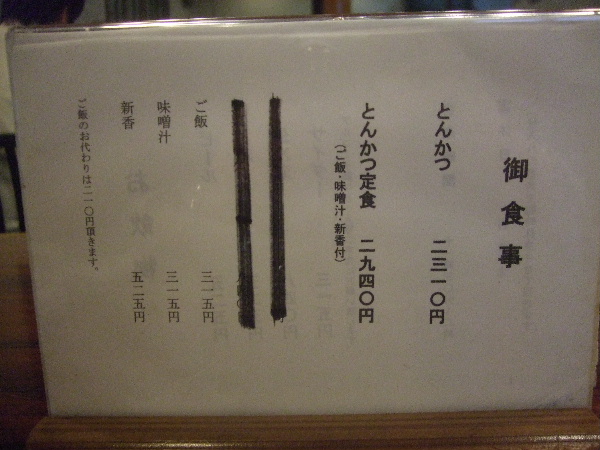 御食事
とんかつ 二三一〇円
とんかつ定食 二九四〇円
(ご飯・味噌汁・新香付)
ご飯 三一五円
味噌汁 三一五円
新香 五二五円
ご飯のお代わりは二一〇円頂きます。